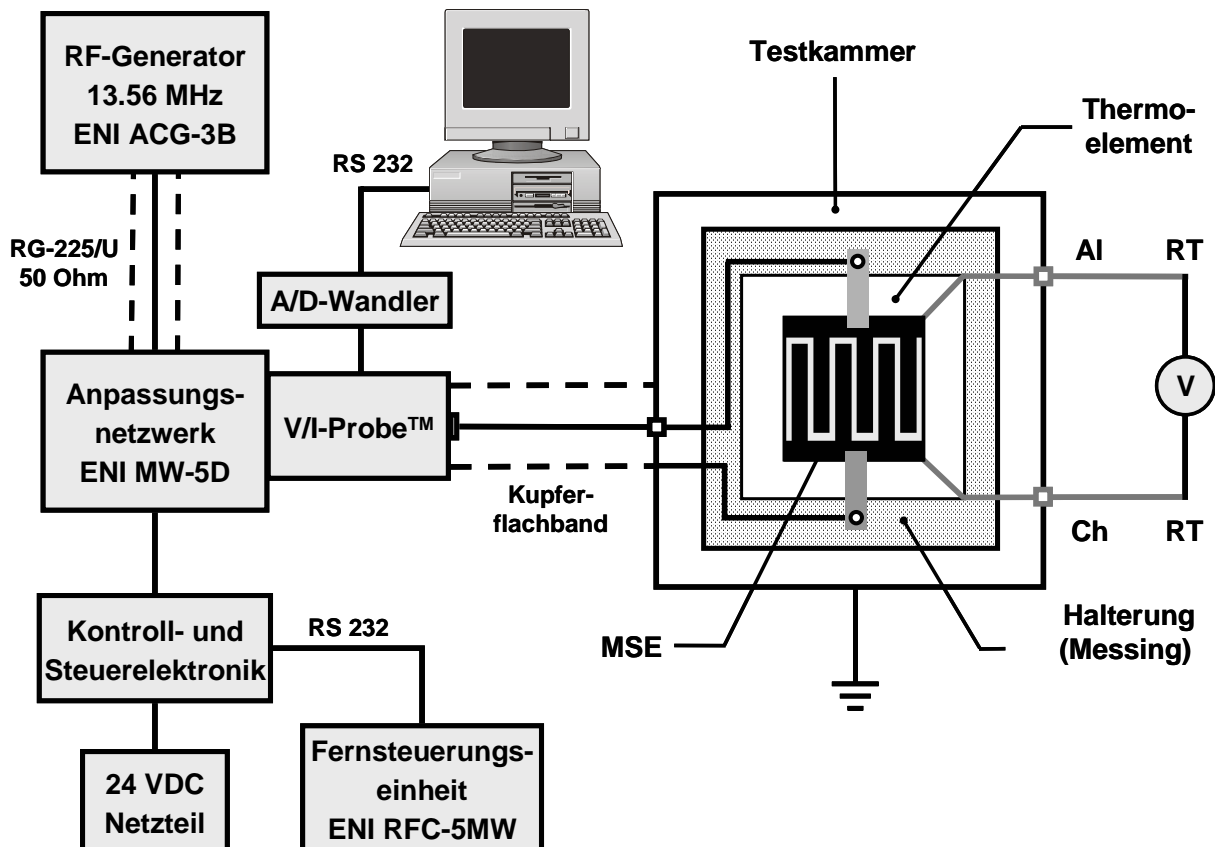 RF-Generator
13.56 MHz
ENI ACG-3B
RS 232
RG-225/U
50 Ohm
A/D-Wandler
Anpassungs-
netzwerk
ENI MW-5D
V/I-Probe™
Kupfer-
flachband
Kontroll- und
Steuerelektronik
RS 232
24 VDC
Netzteil
Fernsteuerungs-
einheit
ENI RFC-5MW
Testkammer
Thermo-
element
Al
RT
V
Ch
RT
MSE
Halterung
(Messing)